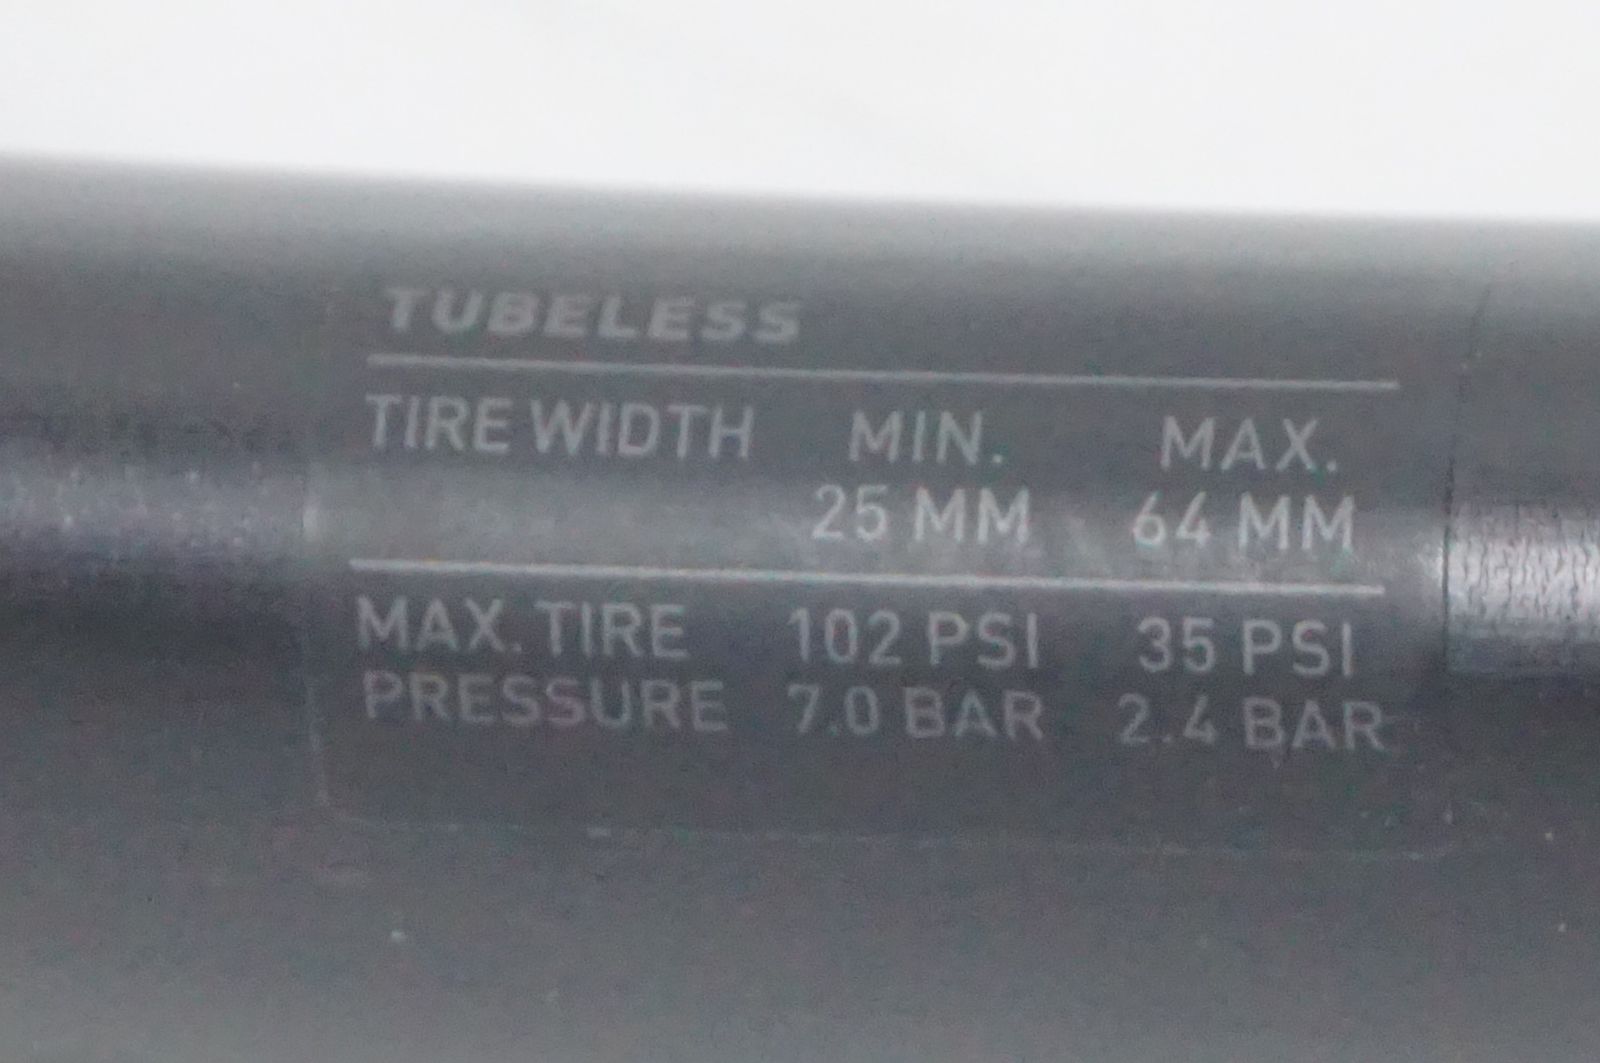 TUBELESS
TIRE WIDTH MIN. MAX.
25 MM 64 MM
MAX. TIRE 102 PSI 35 PSI
PRESSURE 7.0 BAR 2.4 BAR